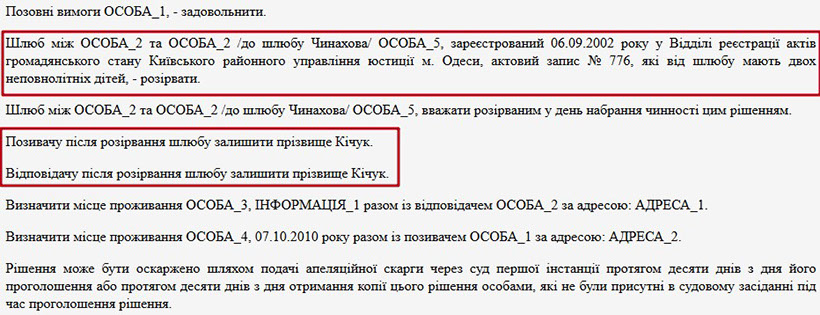 Позовні вимоги ОСОБА_1, - задовольнити.
Шлюб між ОСОБА_2 та ОСОБА_2 /до шлюбу Чинахова/ ОСОБА_5, зареєстрований 06.09.2002 року у Відділі реєстрації актів
громадянського стану Київського районного управління юстиції м. Одеси, актовий запис № 776, які від шлюбу мають двох
неповнолітніх дітей, - розірвати.
Шлюб між ОСОБА_2 та ОСОБА_2 /до шлюбу Чинахова/ ОСОБА_5, вважати розірваним у день набрання чинності цим рішенням.
Позивачу після розірвання шлюбу залишити прізвище Кічук.
Відповідачу після розірвання шлюбу залишити прізвище Кічук.
Визначити місце проживання ОСОБА_3, ІНФОРМАЦІЯ_1 разом із відповідачем ОСОБА_2 за адресою: АДРЕСА_1.
Визначити місце проживання ОСОБА_4, 07.10.2010 року разом із позивачем ОСОБА_1 за адресою: АДРЕСА_2.
Рішення може бути оскаржено шляхом подачі апеляційної скарги через суд першої інстанції протягом десяти днів з дня його
проголошення або протягом десяти днів з дня отримання копії цього рішення особами, які не були присутні в судовому засіданні під
час проголошення рішення.